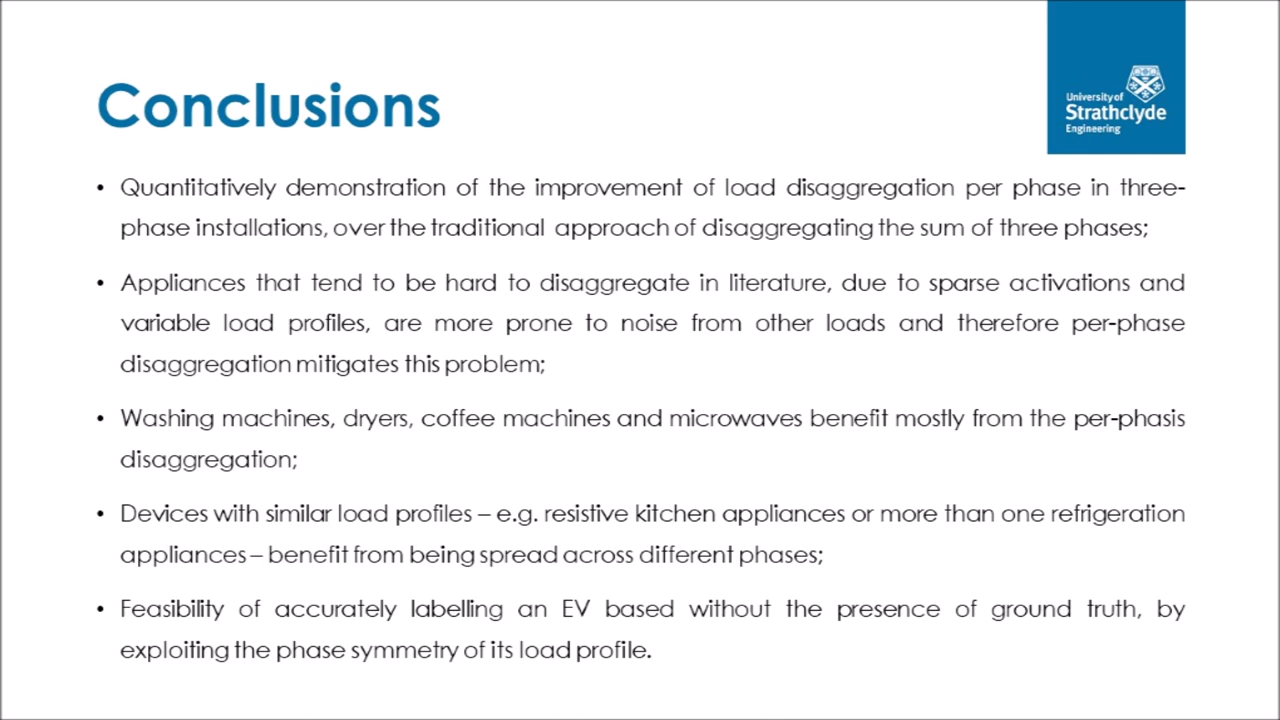 Conclusions
University of
Strathclyde
Engineering
• Quantitatively demonstration of the improvement of load disaggregation per phase in three-
phase installations, over the traditional approach of disaggregating the sum of three phases;
• Appliances that tend to be hard to disaggregate in literature, due to sparse activations and
variable load profiles, are more prone to noise from other loads and therefore per-phase
disaggregation mitigates this problem;
• Washing machines, dryers, coffee machines and microwaves benefit mostly from the per-phasis
disaggregation;
• Devices with similar load profiles – e.g. resistive kitchen appliances or more than one refrigeration
appliances – benefit from being spread across different phases;
• Feasibility of accurately labelling an EV based without the presence of ground truth, by
exploiting the phase symmetry of its load profile.